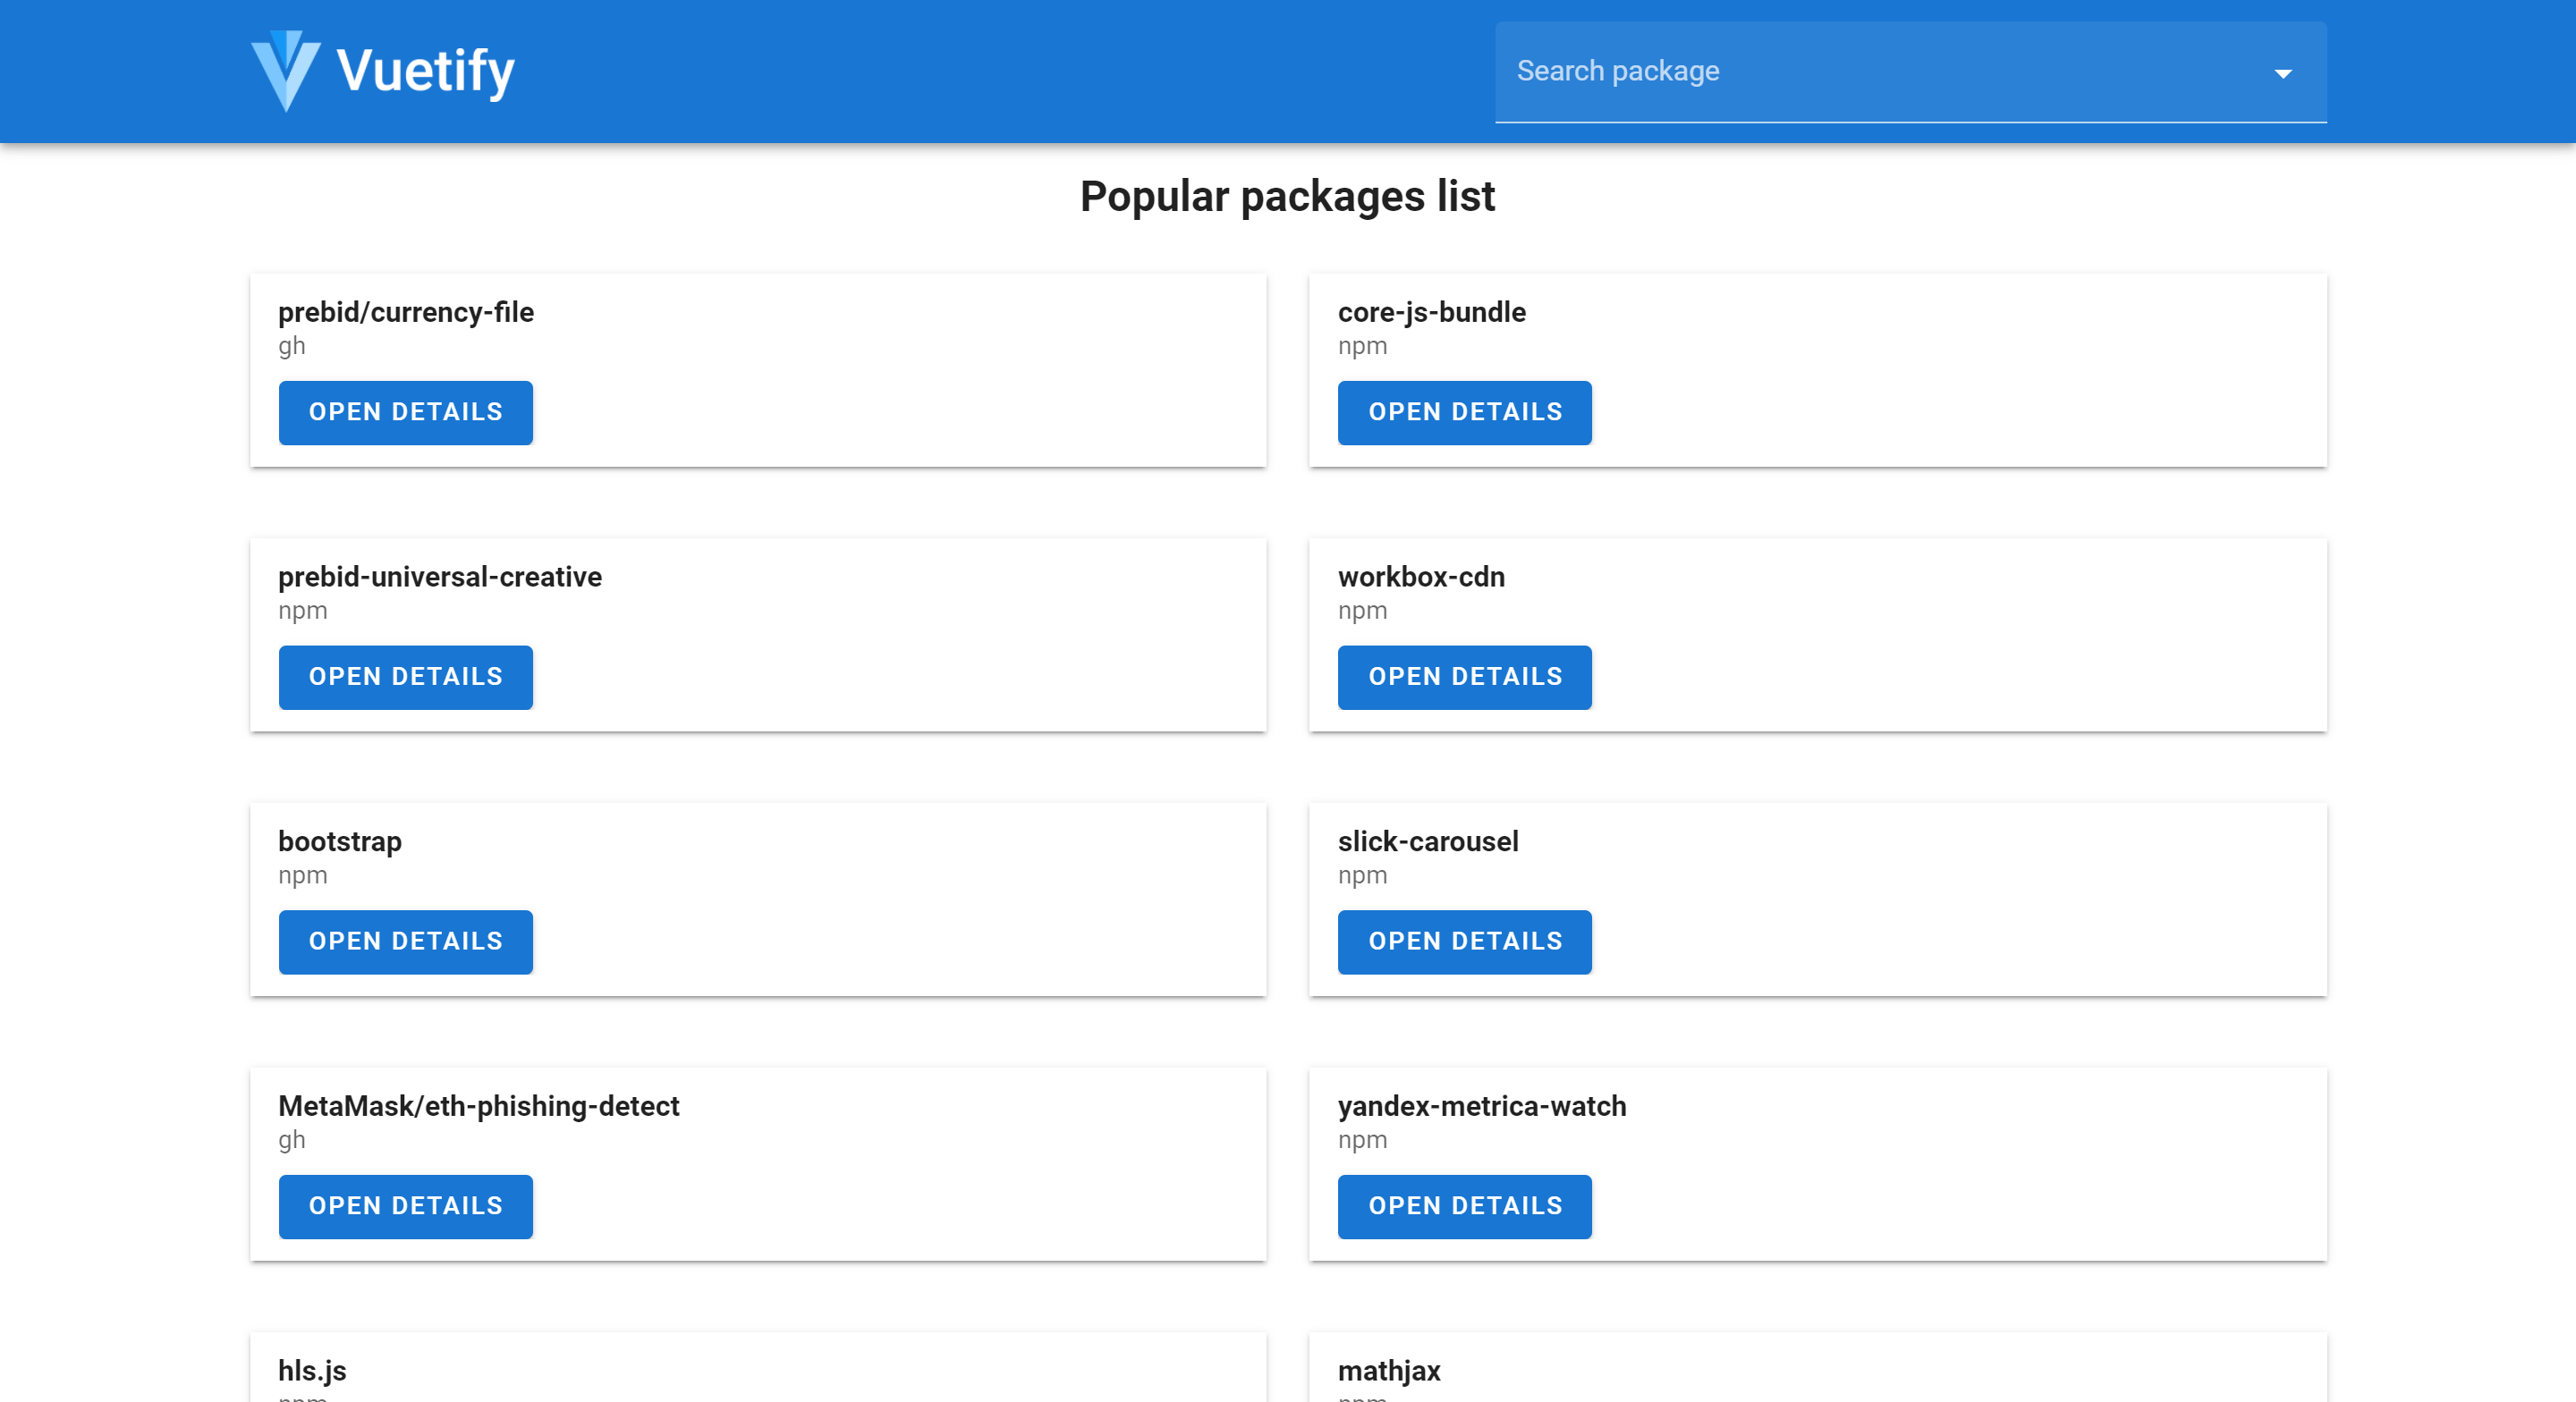 Vuetify
Search package
Popular packages list
prebid/currency-file
gh
OPEN DETAILS
core-js-bundle
npm
OPEN DETAILS
prebid-universal-creative
npm
OPEN DETAILS
workbox-cdn
npm
OPEN DETAILS
bootstrap
npm
OPEN DETAILS
slick-carousel
npm
OPEN DETAILS
MetaMask/eth-phishing-detect
gh
OPEN DETAILS
yandex-metrica-watch
npm
OPEN DETAILS
hls.js
npm
mathjax
npm